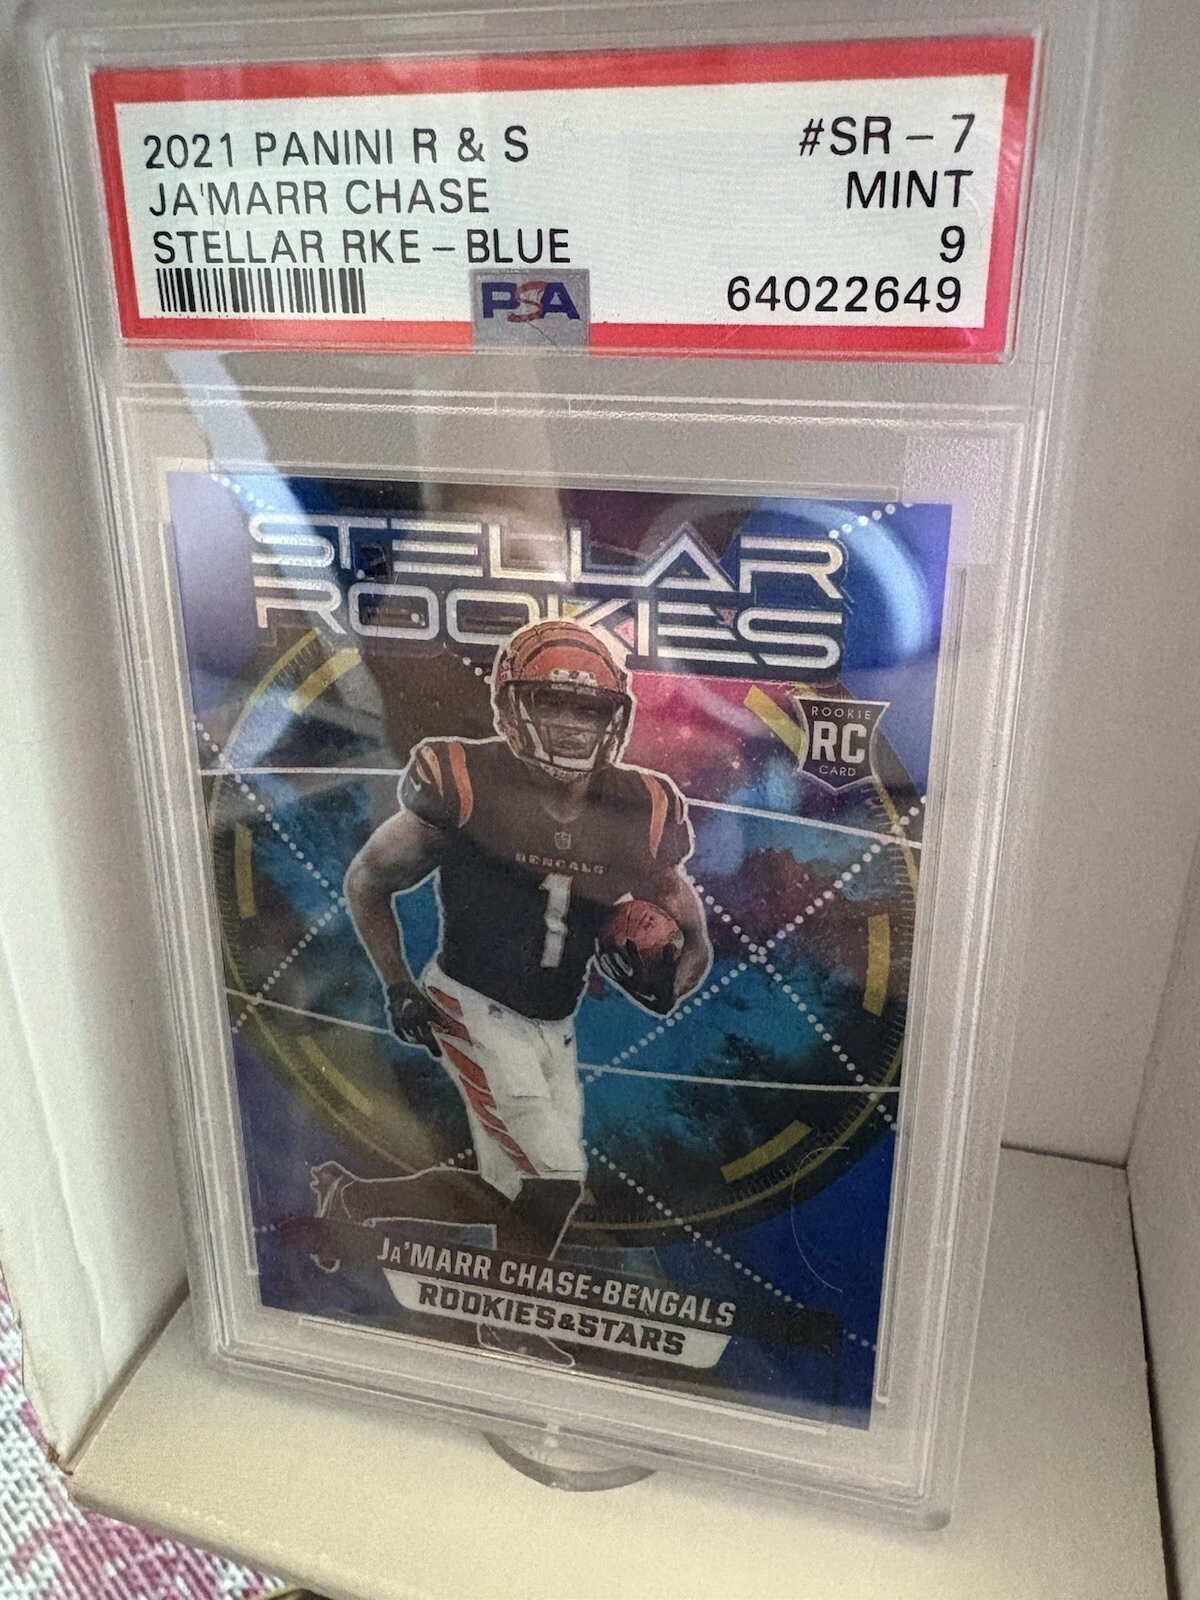 2021 PANINI R & S #SR - 7
JA'MARR CHASE MINT
STELLAR RKE - BLUE 9
PSA 64022649
STELLAR
ROOKIES
ROOKIE
RC
CARD
BENGALS
1
JA'MARR CHASE•BENGALS
ROOKIES&STARS